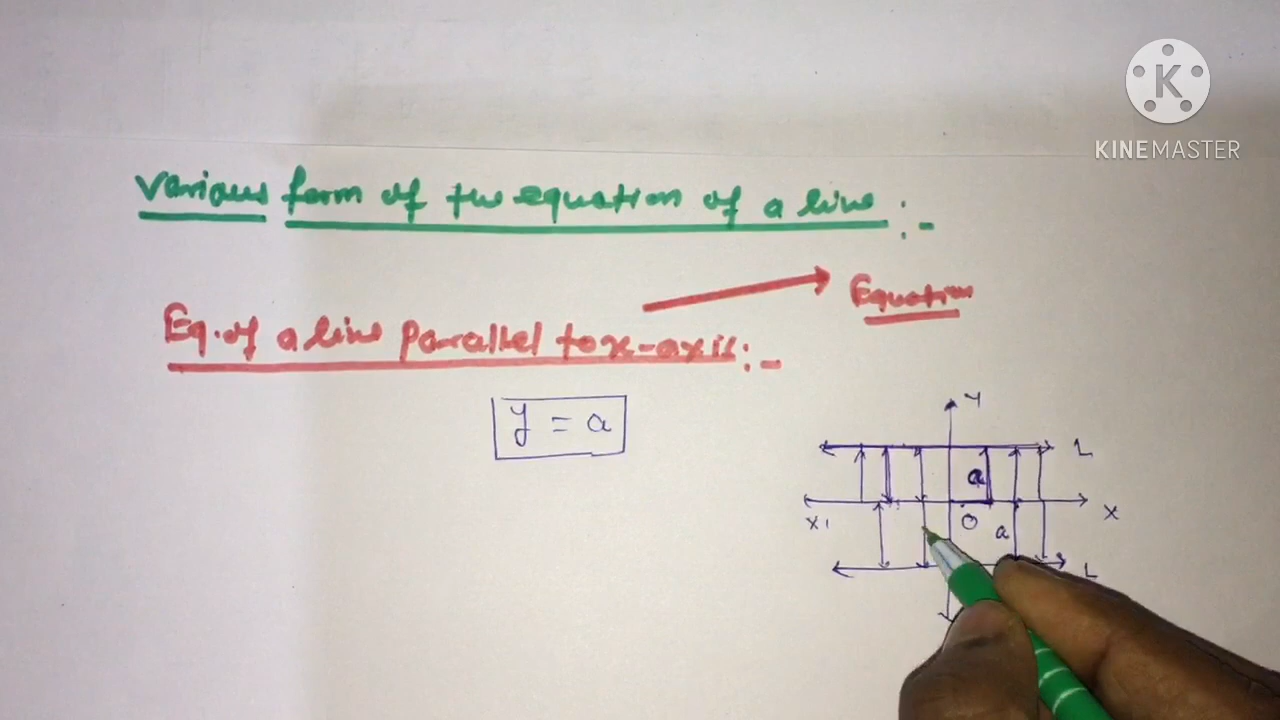 K
KINEMASTER
Various form of the equation of a line :-
Equation
Eq. of a line parallel to x-axis :-
y = a
Y
L
a
X1
O
X
a
L